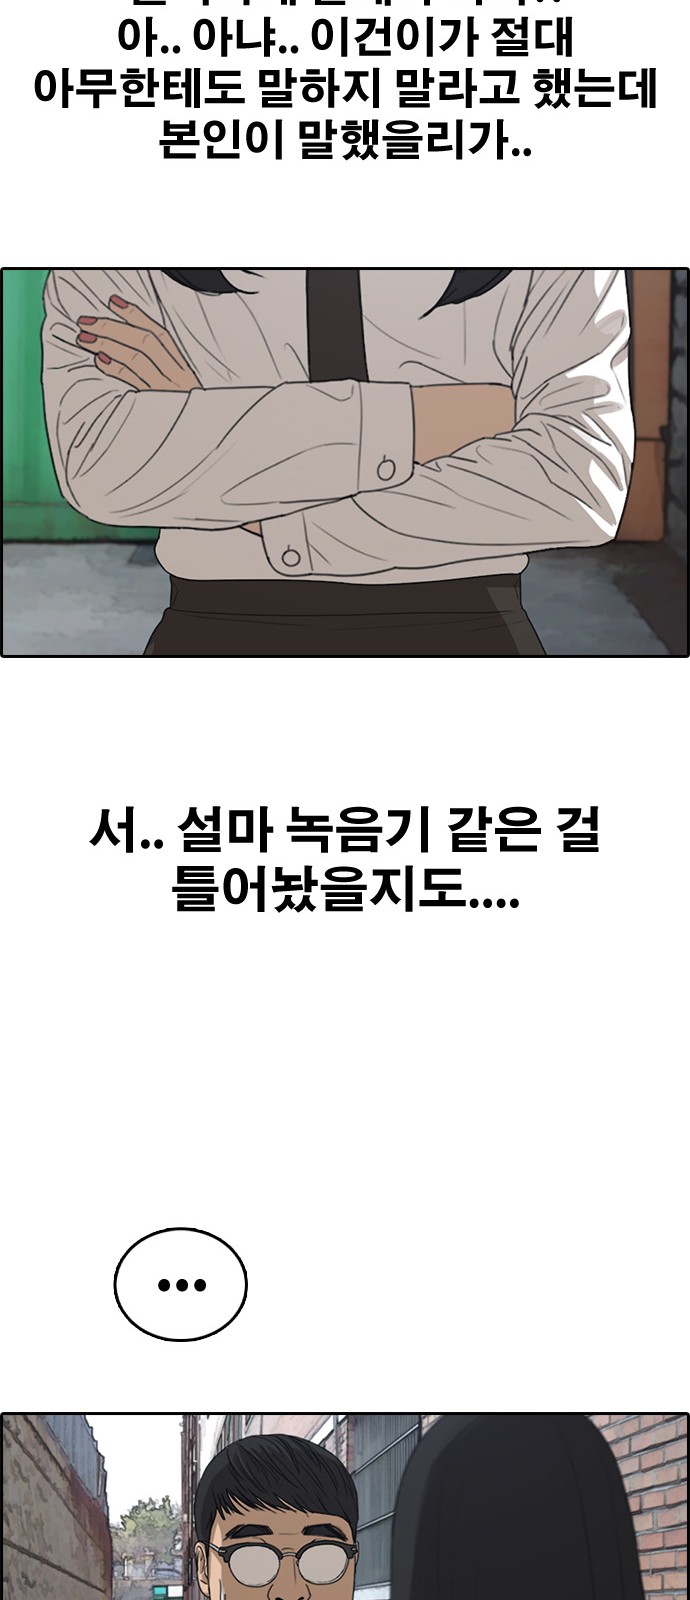 아.. 아냐.. 이건이가 절대
아무한테도 말하지 말라고 했는데
본인이 말했을리가..
서.. 설마 녹음기 같은 걸
틀어놨을지도....
...